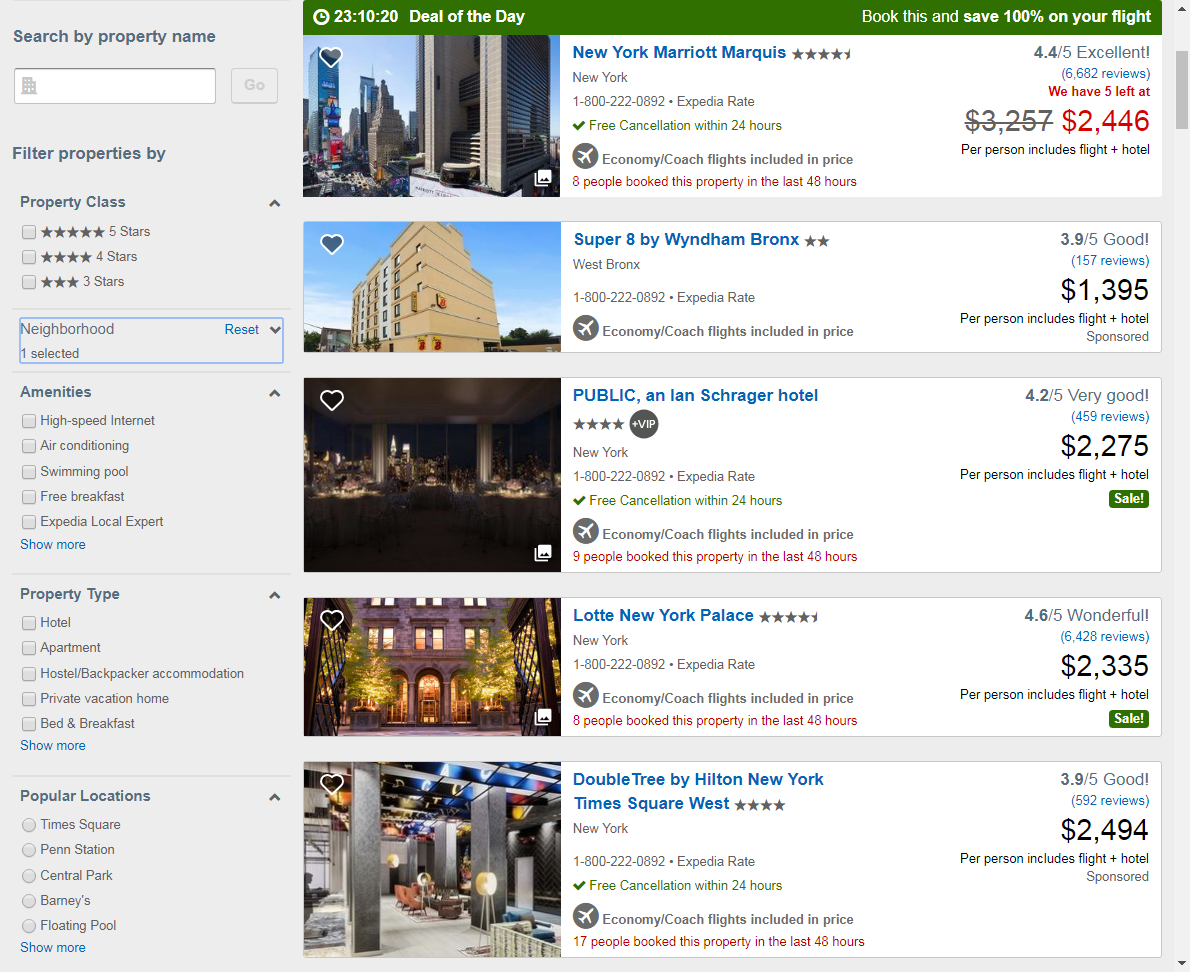 Search by property name
Go
Filter properties by
Property Class
5 Stars
4 Stars
3 Stars
Neighborhood Reset
1 selected
Amenities
High-speed Internet
Air conditioning
Swimming pool
Free breakfast
Expedia Local Expert
Show more
Property Type
Hotel
Apartment
Hostel/Backpacker accommodation
Private vacation home
Bed & Breakfast
Show more
Popular Locations
Times Square
Penn Station
Central Park
Barney's
Floating Pool
Show more
23:10:20 Deal of the Day Book this and save 100% on your flight
New York Marriott Marquis
New York
1-800-222-0892 • Expedia Rate
Free Cancellation within 24 hours
Economy/Coach flights included in price
8 people booked this property in the last 48 hours
4.4/5 Excellent!
(6,682 reviews)
We have 5 left at
$3,257 $2,446
Per person includes flight + hotel
Super 8 by Wyndham Bronx
West Bronx
1-800-222-0892 • Expedia Rate
Economy/Coach flights included in price
3.9/5 Good!
(157 reviews)
$1,395
Per person includes flight + hotel
Sponsored
PUBLIC, an Ian Schrager hotel
+VIP
New York
1-800-222-0892 • Expedia Rate
Free Cancellation within 24 hours
Economy/Coach flights included in price
9 people booked this property in the last 48 hours
4.2/5 Very good!
(459 reviews)
$2,275
Per person includes flight + hotel
Sale!
Lotte New York Palace
New York
1-800-222-0892 • Expedia Rate
Economy/Coach flights included in price
8 people booked this property in the last 48 hours
4.6/5 Wonderful!
(6,428 reviews)
$2,335
Per person includes flight + hotel
Sale!
DoubleTree by Hilton New York
Times Square West
New York
1-800-222-0892 • Expedia Rate
Free Cancellation within 24 hours
Economy/Coach flights included in price
17 people booked this property in the last 48 hours
3.9/5 Good!
(592 reviews)
$2,494
Per person includes flight + hotel
Sponsored